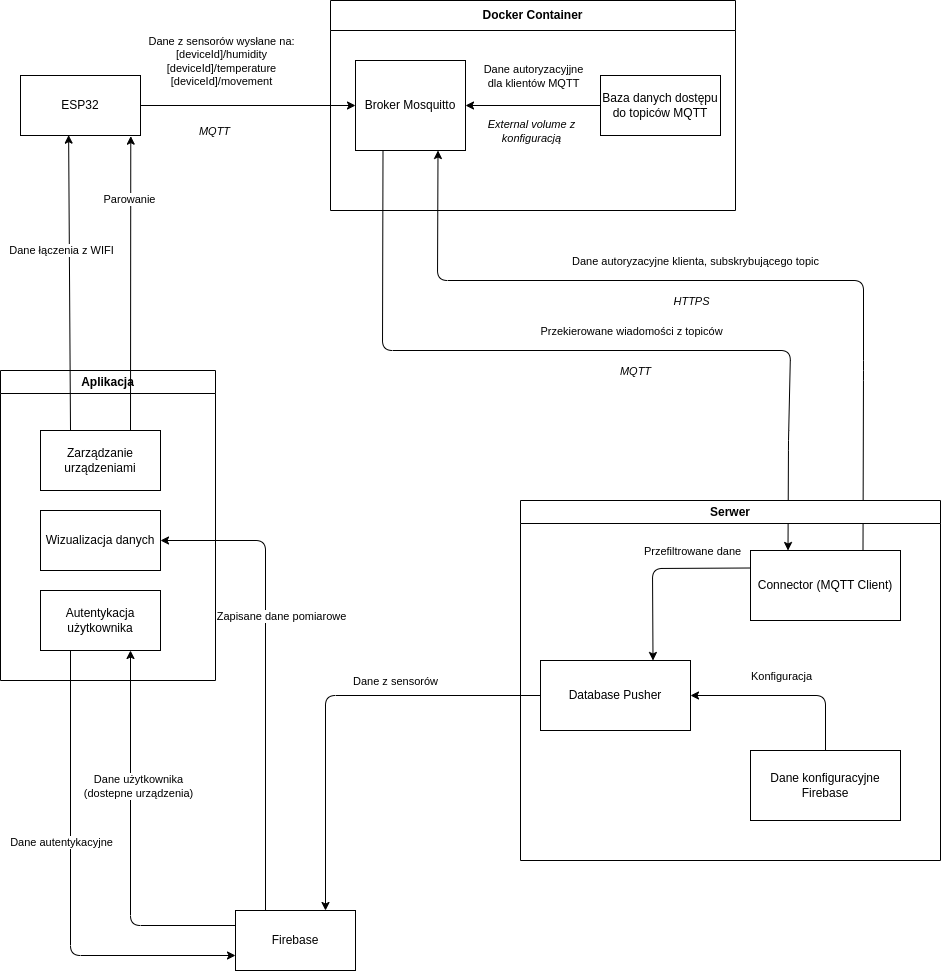 Docker Container
Dane z sensorów wysłane na:
[deviceId]/humidity
[deviceId]/temperature
[deviceId]/movement
ESP32
MQTT
Broker Mosquitto
Dane autoryzacyjjne
dla klientów MQTT
External volume z
konfiguracją
Baza danych dostępu
do topiców MQTT
Parowanie
Dane łączenia z WIFI
Dane autoryzacyjne klienta, subskrybującego topic
HTTPS
Przekierowane wiadomości z topiców
MQTT
Aplikacja
Zarządzanie
urządzeniami
Wizualizacja danych
Autentykacja
użytkownika
Zapisane dane pomiarowe
Serwer
Przefiltrowane dane
Connector (MQTT Client)
Database Pusher
Konfiguracja
Dane konfiguracyjne
Firebase
Dane z sensorów
Dane użytkownika
(dostepne urządzenia)
Dane autentykacyjne
Firebase